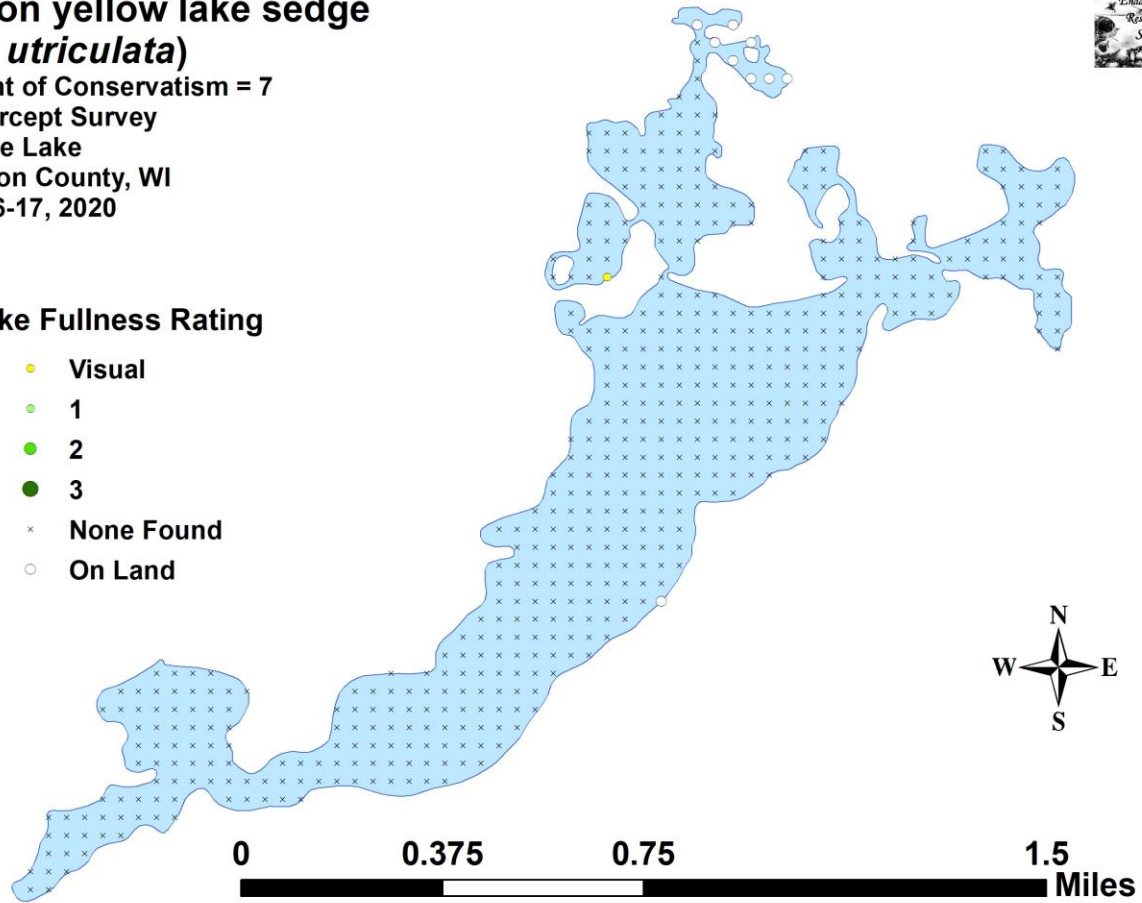 on yellow lake sedge
utriculata)
nt of Conservatism = 7
rcept Survey
e Lake
on County, WI
6-17, 2020
ke Fullness Rating
Visual
1
2
3
None Found
On Land
N
W E
S
0 0.375 0.75 1.5
Miles